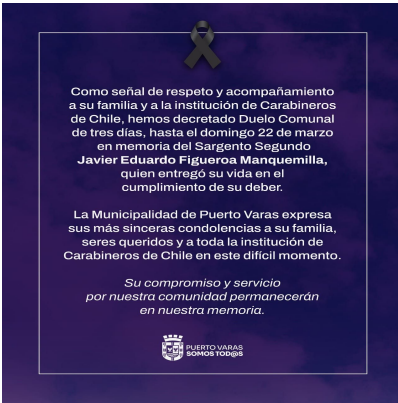 Como señal de respeto y acompañamiento
a su familia y a la institución de Carabineros
de Chile, hemos decretado Duelo Comunal
de tres días, hasta el domingo 22 de marzo
en memoria del Sargento Segundo
Javier Eduardo Figueroa Manquemilla,
quien entregó su vida en el
cumplimiento de su deber.
La Municipalidad de Puerto Varas expresa
sus más sinceras condolencias a su familia,
seres queridos y a toda la institución de
Carabineros de Chile en este difícil momento.
Su compromiso y servicio
por nuestra comunidad permanecerán
en nuestra memoria.
PUERTO VARAS
SOMOS TOD@S